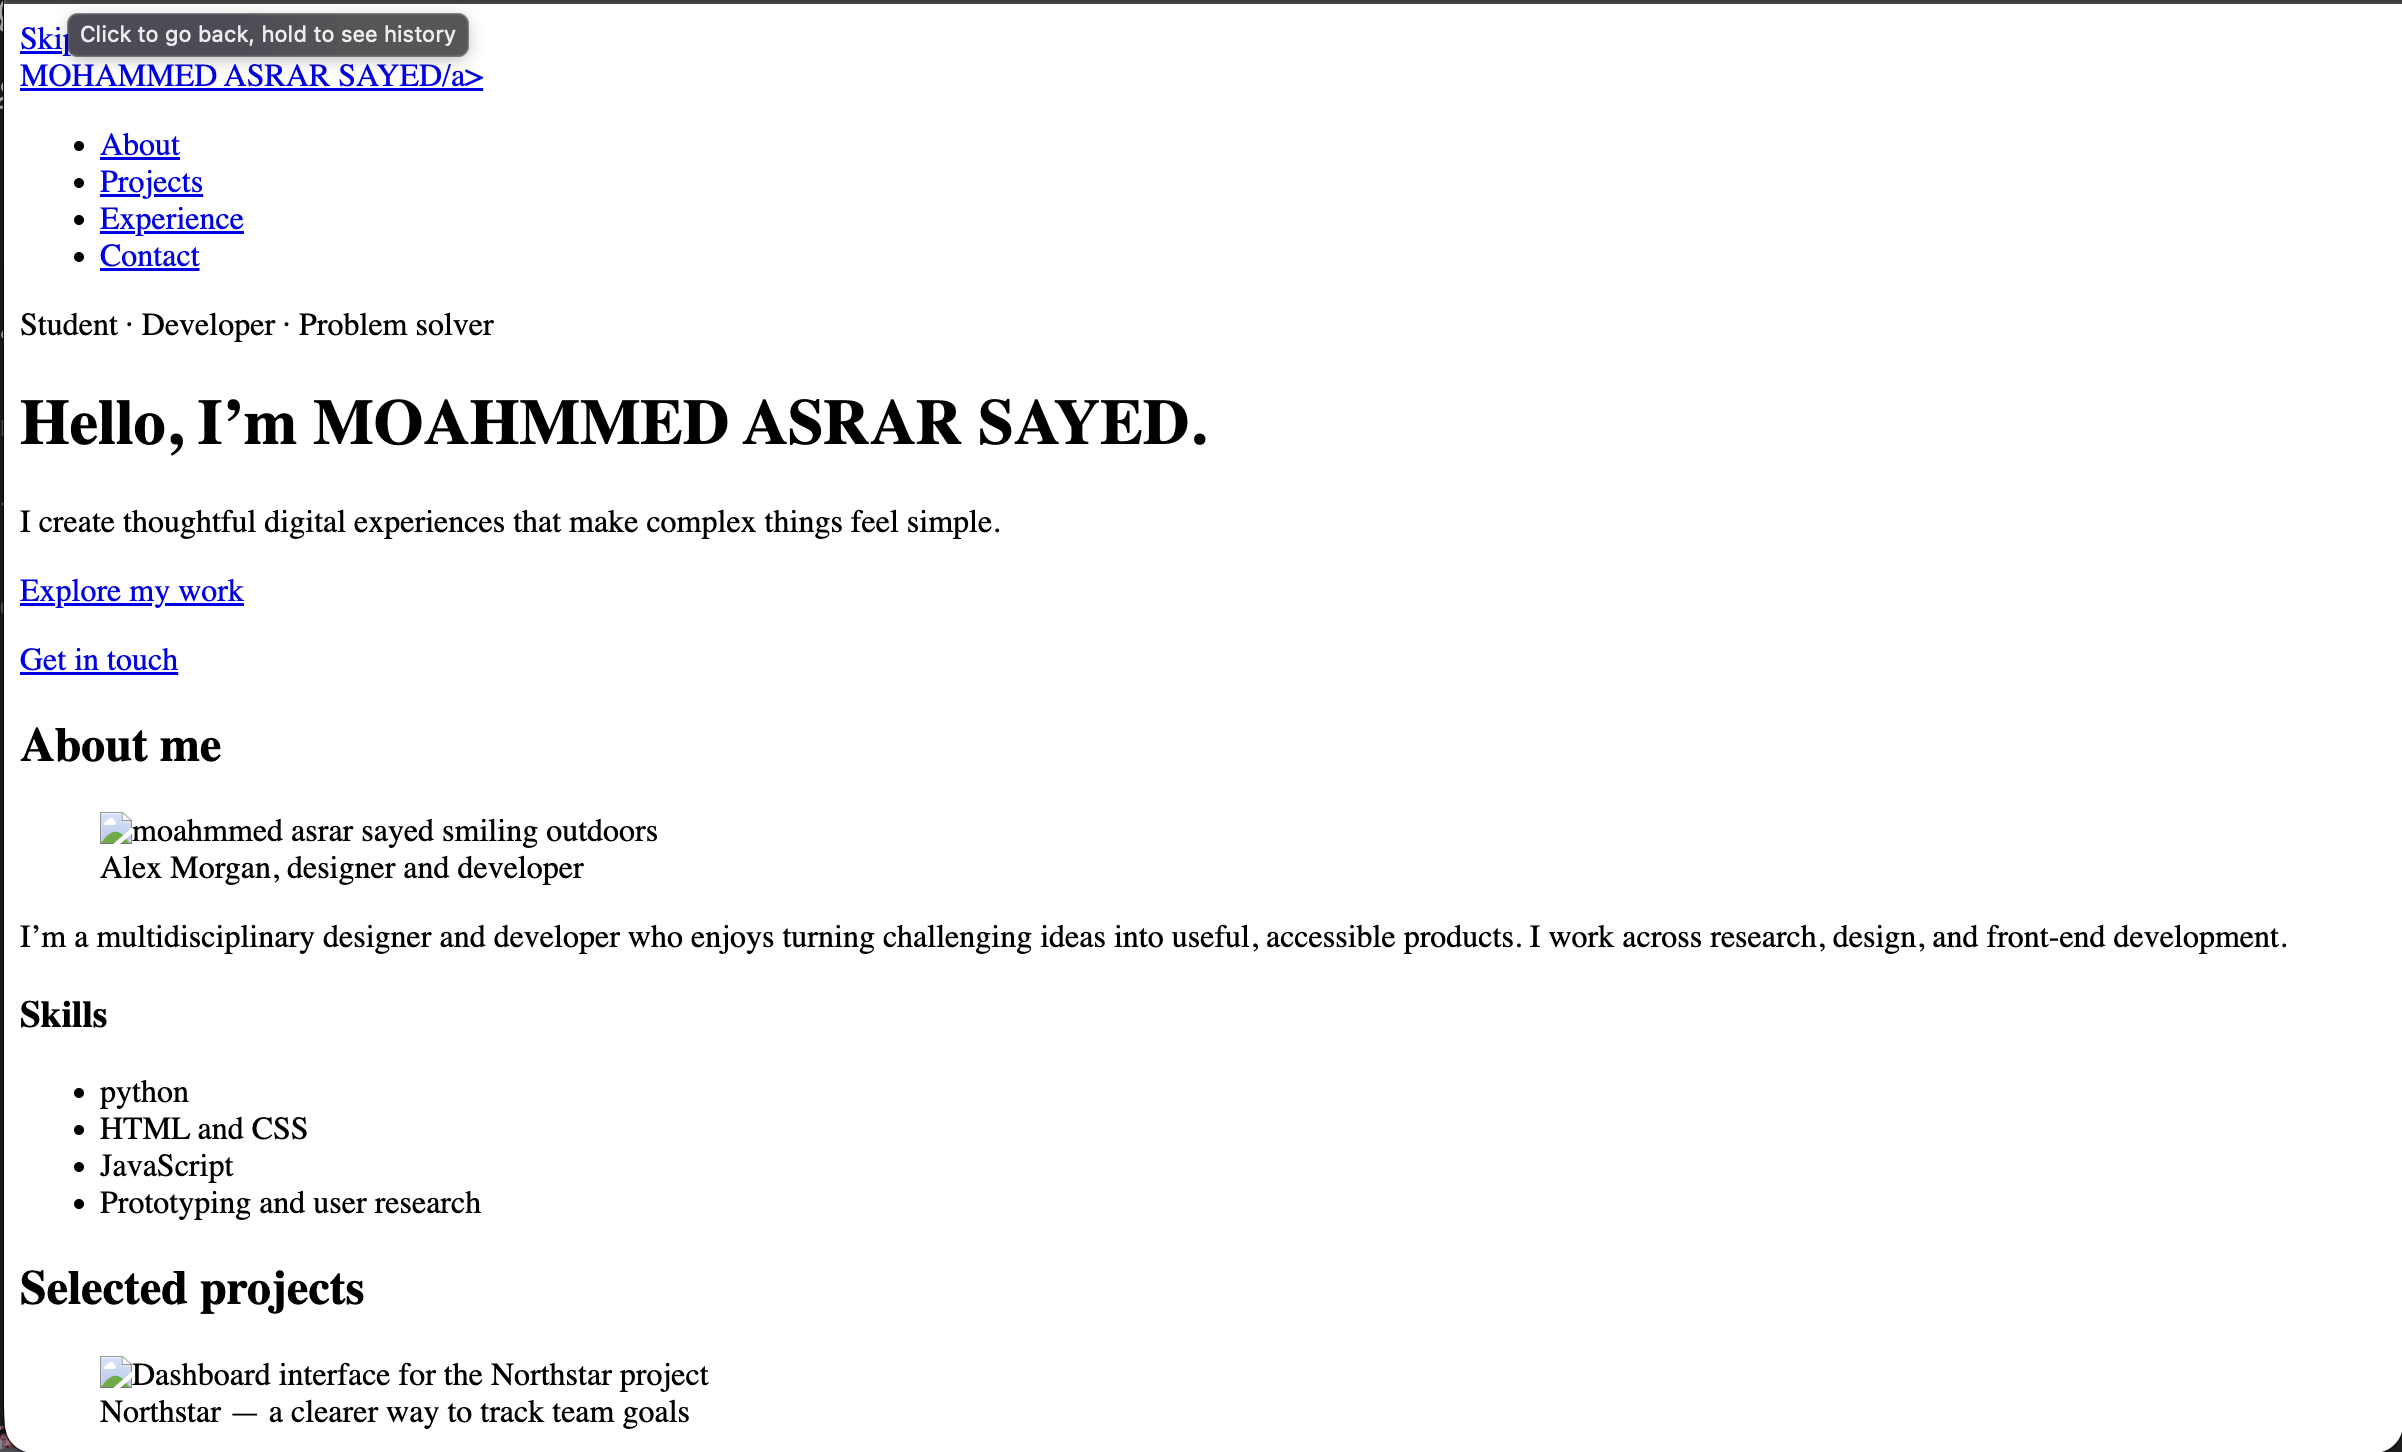 Skip
Click to go back, hold to see history
MOHAMMED ASRAR SAYED/a>
About
Projects
Experience
Contact
Student · Developer · Problem solver
Hello, I’m MOAHMMED ASRAR SAYED.
I create thoughtful digital experiences that make complex things feel simple.
Explore my work
Get in touch
About me
moahmmed asrar sayed smiling outdoors
Alex Morgan, designer and developer
I’m a multidisciplinary designer and developer who enjoys turning challenging ideas into useful, accessible products. I work across research, design, and front-end development.
Skills
python
HTML and CSS
JavaScript
Prototyping and user research
Selected projects
Dashboard interface for the Northstar project
Northstar — a clearer way to track team goals